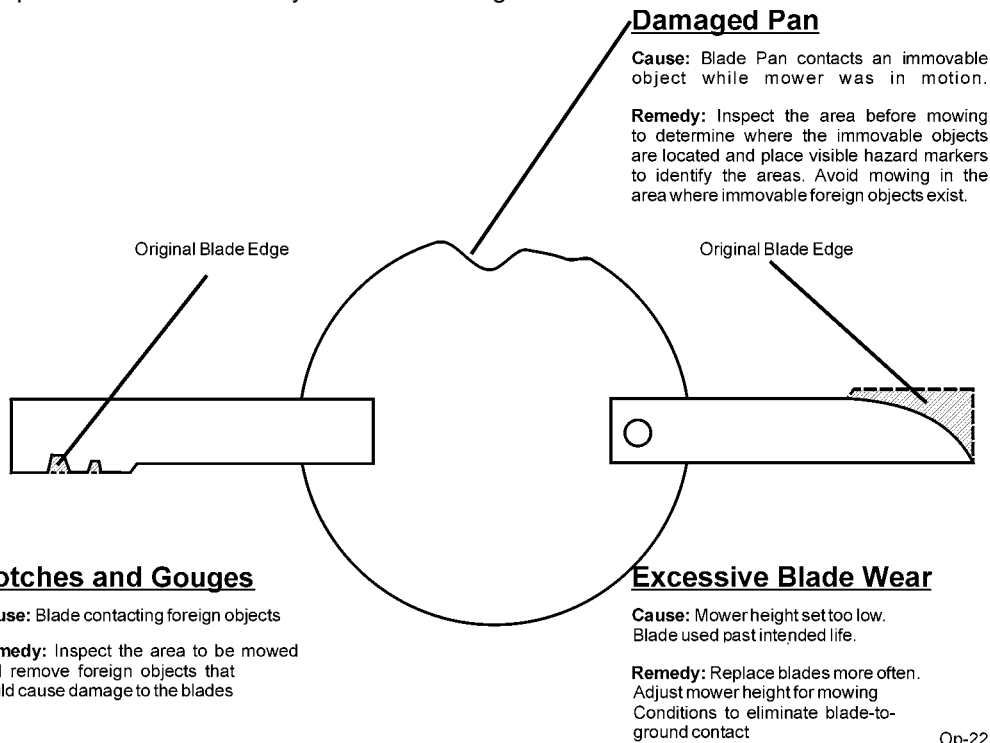 Damaged Pan
Cause: Blade Pan contacts an immovable
object while mower was in motion.
Remedy: Inspect the area before mowing
to determine where the immovable objects
are located and place visible hazard markers
to identify the areas. Avoid mowing in the
area where immovable foreign objects exist.
Original Blade Edge
Original Blade Edge
otches and Gouges
use: Blade contacting foreign objects
medy: Inspect the area to be mowed
remove foreign objects that
ld cause damage to the blades
Excessive Blade Wear
Cause: Mower height set too low.
Blade used past intended life.
Remedy: Replace blades more often.
Adjust mower height for mowing
Conditions to eliminate blade-to-
ground contact
Op-22